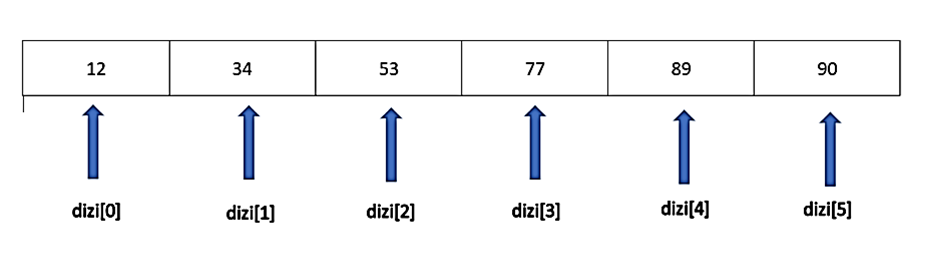 12 34 53 77 89 90
dizi[0] dizi[1] dizi[2] dizi[3] dizi[4] dizi[5]